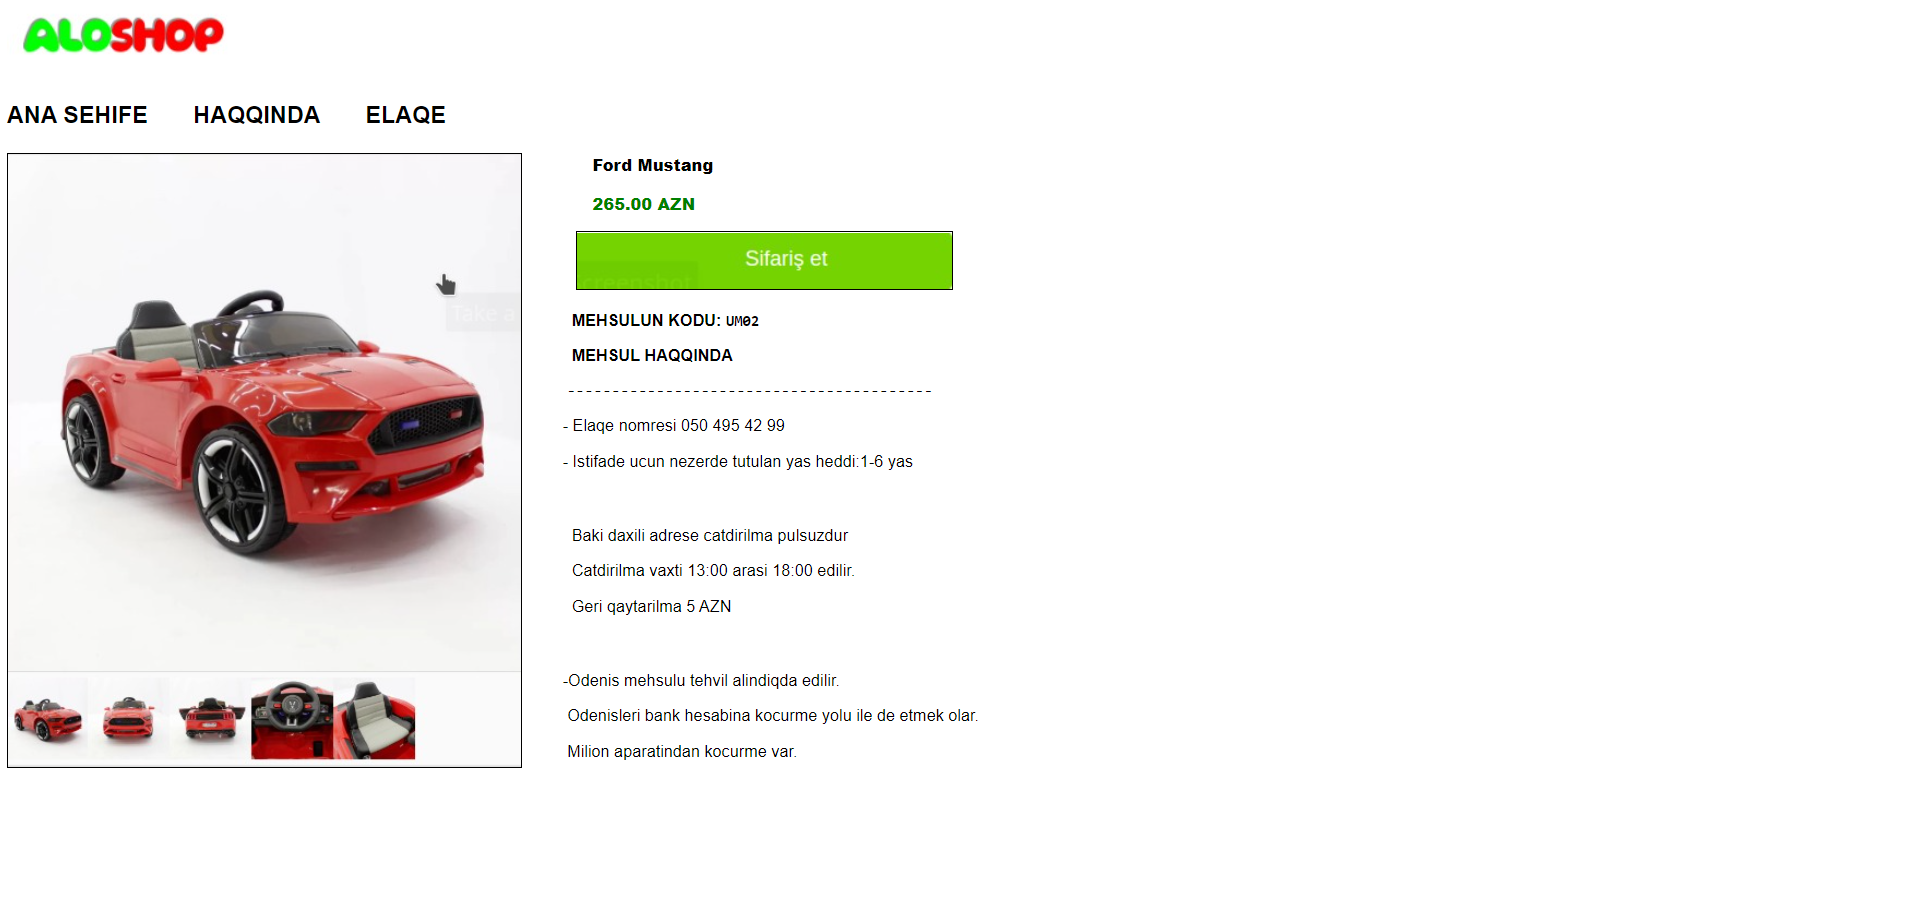 ALOSHOP
ANA SEHIFE HAQQINDA ELAQE
Ford Mustang
265.00 AZN
Sifariş et
creenshot
Take a
MEHSULUN KODU: UM02
MEHSUL HAQQINDA
-----------------------------------------
- Elaqe nomresi 050 495 42 99
- Istifade ucun nezerde tutulan yas heddi:1-6 yas
Baki daxili adrese catdirilma pulsuzdur
Catdirilma vaxti 13:00 arasi 18:00 edilir.
Geri qaytarilma 5 AZN
-Odenis mehsulu tehvil alindiqda edilir.
Odenisleri bank hesabina kocurme yolu ile de etmek olar.
Milion aparatindan kocurme var.